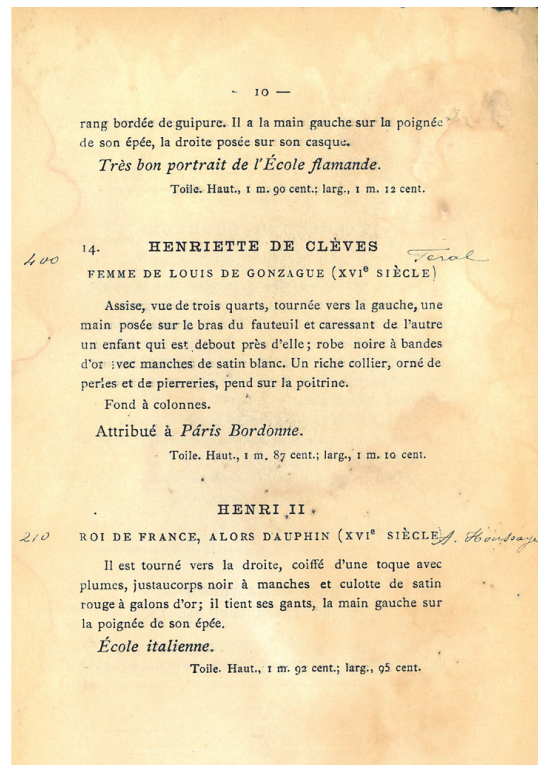 - 10 —
rang bordée de guipure. Il a la main gauche sur la poignée
de son épée, la droite posée sur son casque.
Très bon portrait de l'École flamande.
Toile. Haut., 1 m. 90 cent.; larg., 1 m. 12 cent.
400 14. HENRIETTE DE CLÈVES Féral
FEMME DE LOUIS DE GONZAGUE (XVIe SIÈCLE)
Assise, vue de trois quarts, tournée vers la gauche, une
main posée sur le bras du fauteuil et caressant de l'autre
un enfant qui est debout près d'elle; robe noire à bandes
d'or avec manches de satin blanc. Un riche collier, orné de
perles et de pierreries, pend sur la poitrine.
Fond à colonnes.
Attribué à Pâris Bordonne.
Toile. Haut., 1 m. 87 cent.; larg., 1 m. 10 cent.
HENRI II
210 ROI DE FRANCE, ALORS DAUPHIN (XVIe SIÈCLE) A. Houssaye
Il est tourné vers la droite, coiffé d'une toque avec
plumes, justaucorps noir à manches et culotte de satin
rouge à galons d'or; il tient ses gants, la main gauche sur
la poignée de son épée.
École italienne.
Toile. Haut., 1 m. 92 cent.; larg., 95 cent.